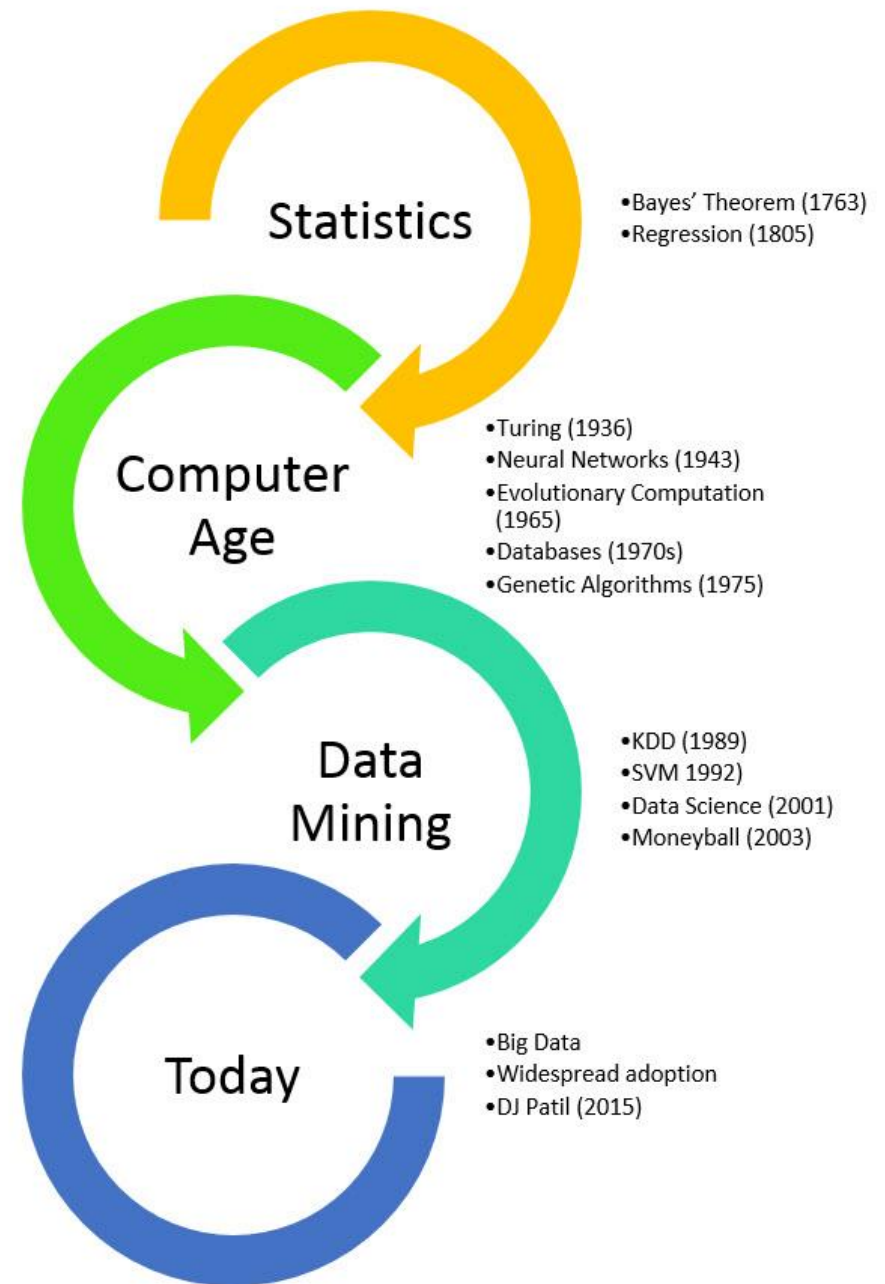 Statistics
•Bayes’ Theorem (1763)
•Regression (1805)
Computer
Age
•Turing (1936)
•Neural Networks (1943)
•Evolutionary Computation
(1965)
•Databases (1970s)
•Genetic Algorithms (1975)
Data
Mining
•KDD (1989)
•SVM 1992)
•Data Science (2001)
•Moneyball (2003)
Today
•Big Data
•Widespread adoption
•DJ Patil (2015)